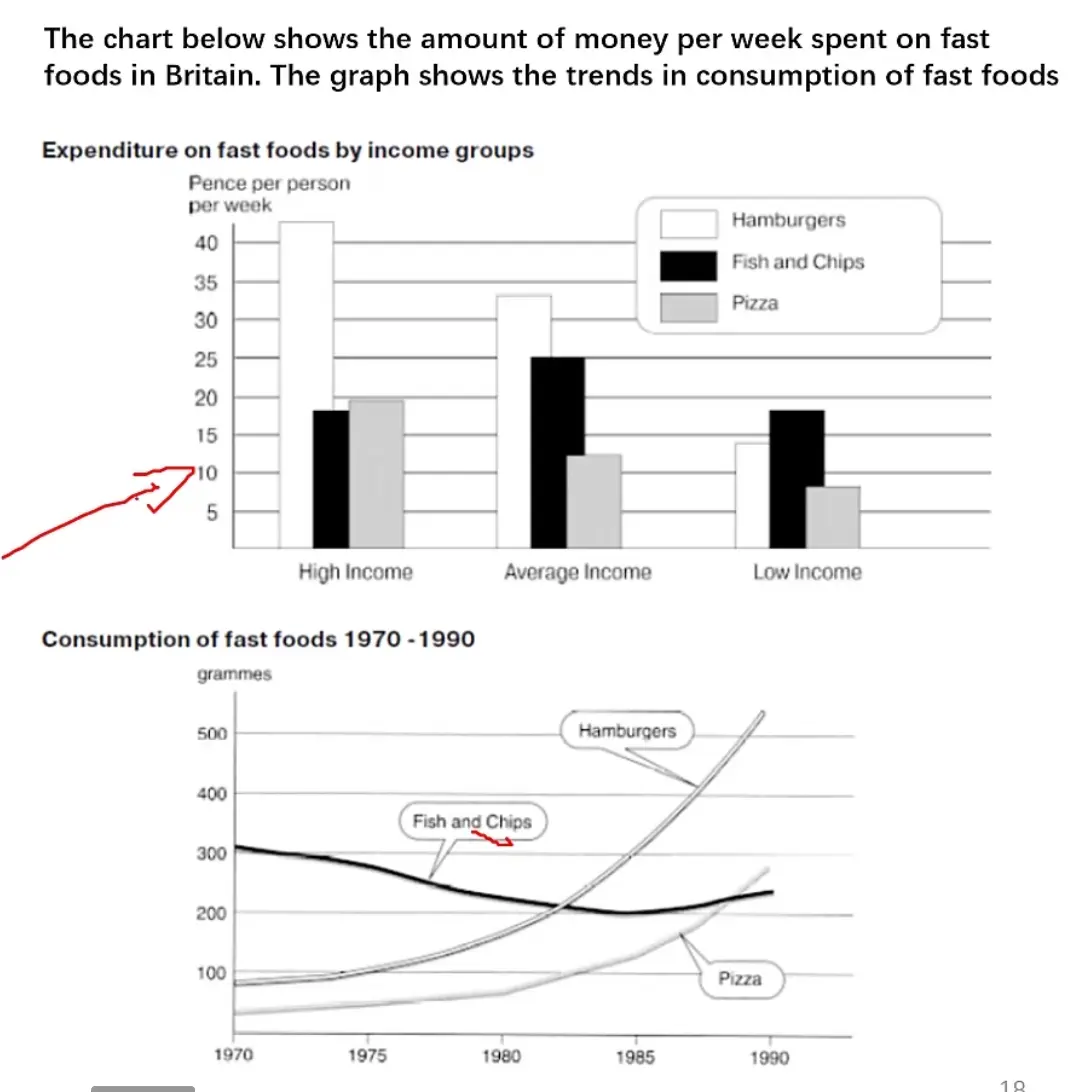 The chart below shows the amount of money per week spent on fast
foods in Britain. The graph shows the trends in consumption of fast foods
Expenditure on fast foods by income groups
Pence per person
per week
Hamburgers
Fish and Chips
Pizza
40
35
30
25
20
15
10
5
High Income Average Income Low Income
Consumption of fast foods 1970 - 1990
grammes
500
400
300
200
100
Hamburgers
Fish and Chips
Pizza
1970 1975 1980 1985 1990
18